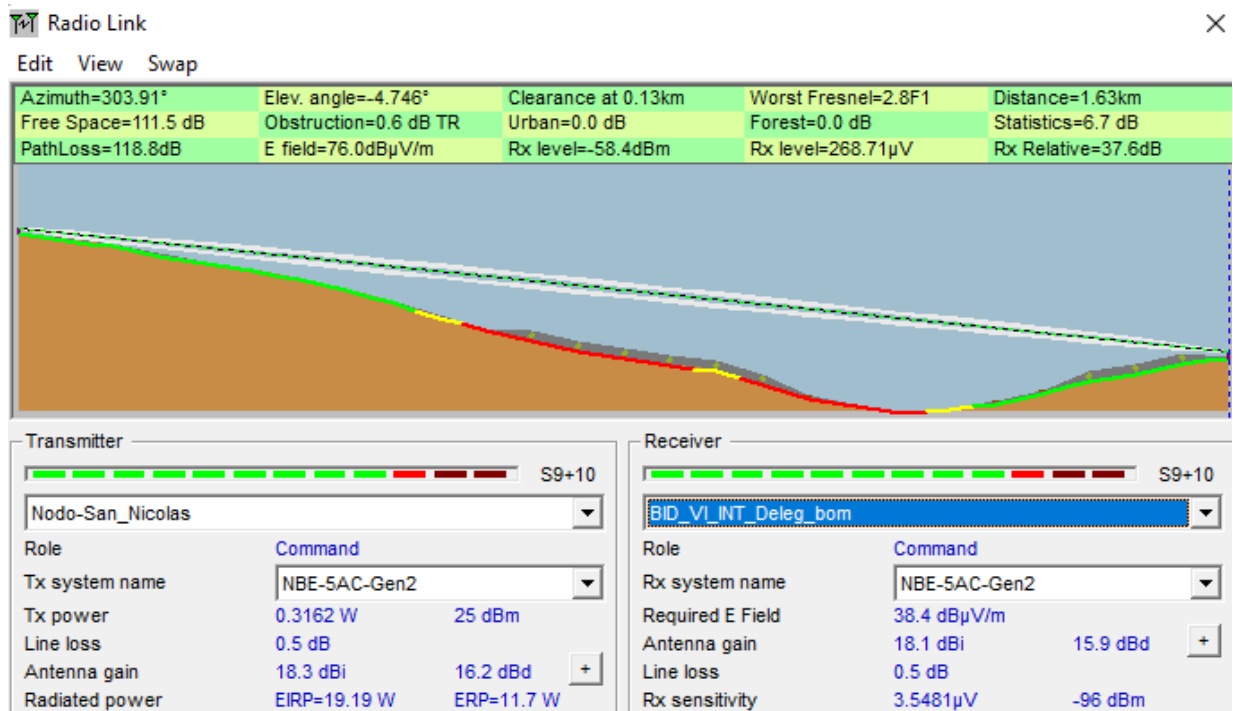 Radio Link
Edit View Swap
Azimuth=303.91° Elev. angle=-4.746° Clearance at 0.13km Worst Fresnel=2.8F1 Distance=1.63km
Free Space=111.5 dB Obstruction=0.6 dB TR Urban=0.0 dB Forest=0.0 dB Statistics=6.7 dB
PathLoss=118.8dB E field=76.0dBµV/m Rx level=-58.4dBm Rx level=268.71µV Rx Relative=37.6dB
Transmitter
S9+10
Nodo-San_Nicolas
Role Command
Tx system name NBE-5AC-Gen2
Tx power 0.3162 W 25 dBm
Line loss 0.5 dB
Antenna gain 18.3 dBi 16.2 dBd +
Radiated power EIRP=19.19 W ERP=11.7 W
Receiver
S9+10
BID_VI_INT_Deleg_bom
Role Command
Rx system name NBE-5AC-Gen2
Required E Field 38.4 dBµV/m
Antenna gain 18.1 dBi 15.9 dBd +
Line loss 0.5 dB
Rx sensitivity 3.5481µV -96 dBm